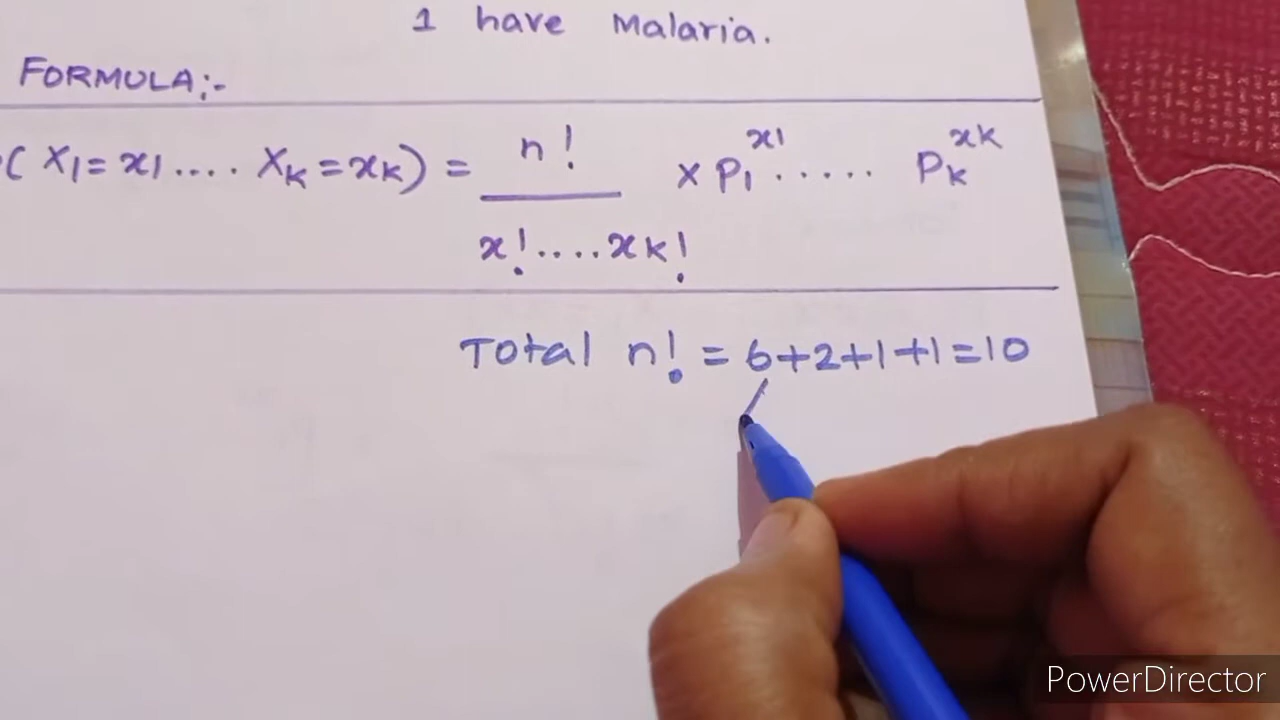 1 have Malaria.
FORMULA:-
( X1 = x1 .... XK = xK) = n! × P1^x1 ...... PK^xK
x! .... xK!
Total n! = 6+2+1+1=10
PowerDirector